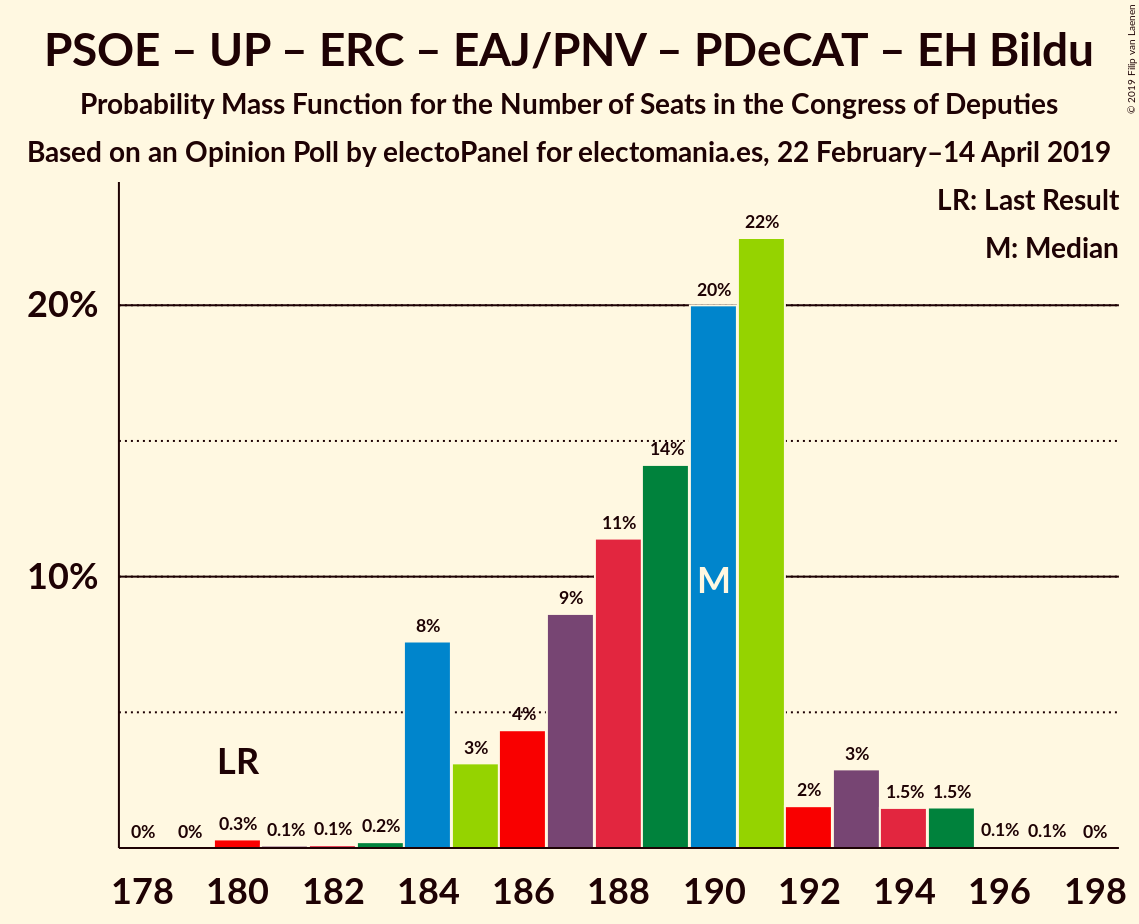 PSOE – UP – ERC – EAJ/PNV – PDeCAT – EH Bildu
Probability Mass Function for the Number of Seats in the Congress of Deputies
Based on an Opinion Poll by electoPanel for electomania.es, 22 February–14 April 2019
© 2019 Filip van Laenen
LR: Last Result
M: Median
20%
10%
0% 0% 0.3% 0.1% 0.1% 0.2% 8% 3% 4% 9% 11% 14% 20% 22% 2% 3% 1.5% 1.5% 0.1% 0.1% 0%
LR
M
178 180 182 184 186 188 190 192 194 196 198